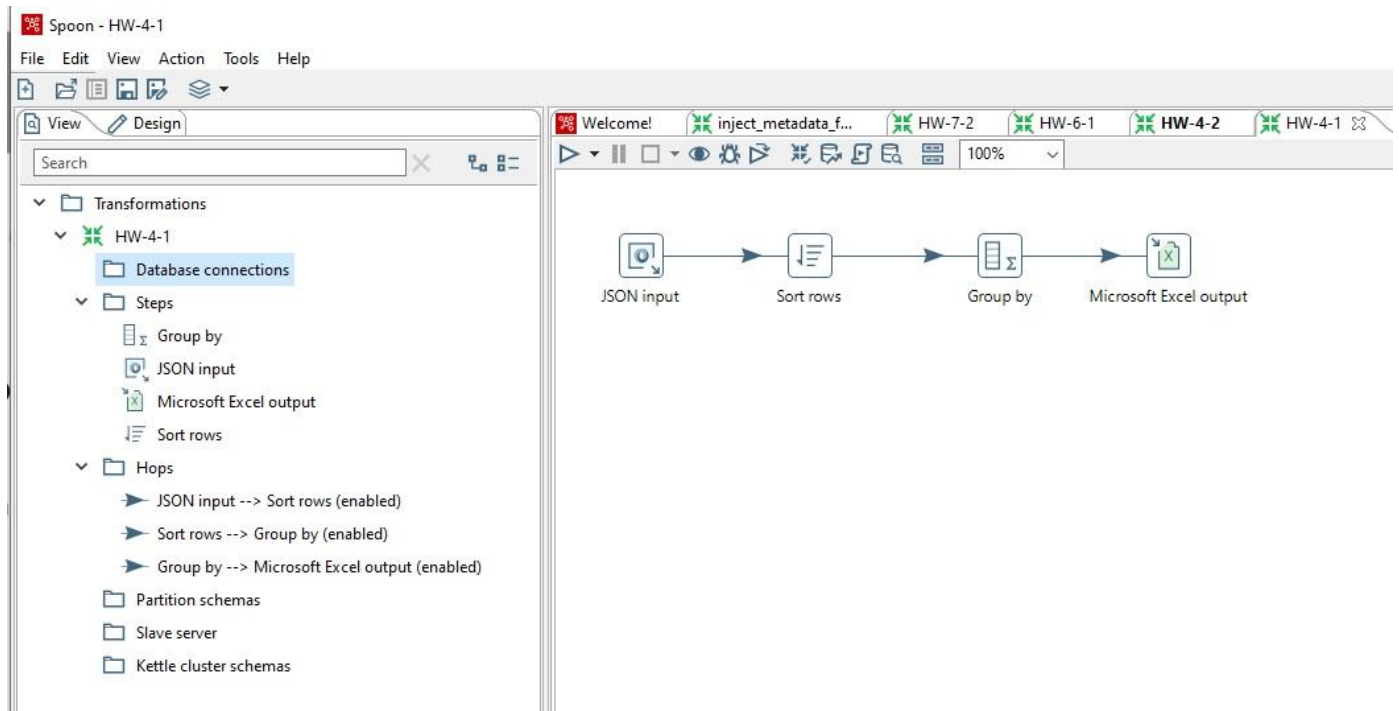 Spoon - HW-4-1
File Edit View Action Tools Help
View Design
Search
Transformations
HW-4-1
Database connections
Steps
Group by
JSON input
Microsoft Excel output
Sort rows
Hops
JSON input --> Sort rows (enabled)
Sort rows --> Group by (enabled)
Group by --> Microsoft Excel output (enabled)
Partition schemas
Slave server
Kettle cluster schemas
Welcome! inject_metadata_f... HW-7-2 HW-6-1 HW-4-2 HW-4-1
100%
JSON input Sort rows Group by Microsoft Excel output